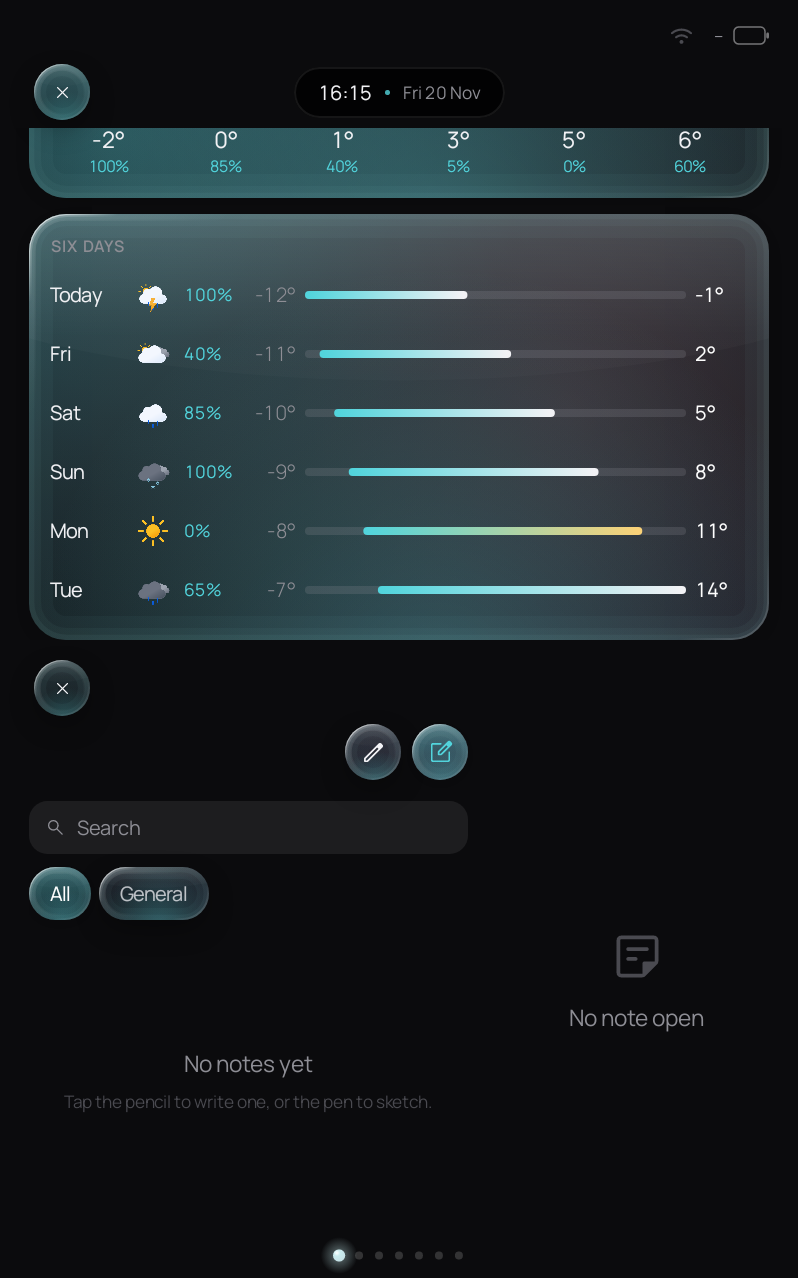 –
16:15 • Fri 20 Nov
-2° 0° 1° 3° 5° 6°
100% 85% 40% 5% 0% 60%
SIX DAYS
Today 100% -12° -1°
Fri 40% -11° 2°
Sat 85% -10° 5°
Sun 100% -9° 8°
Mon 0% -8° 11°
Tue 65% -7° 14°
Search
All General
No note open
No notes yet
Tap the pencil to write one, or the pen to sketch.